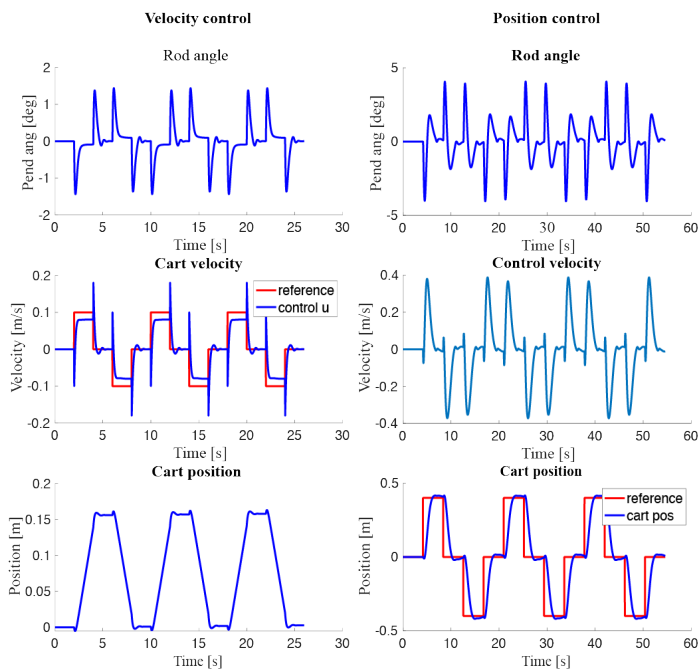 Velocity control
Position control
Rod angle
2
1
0
-1
-2
Pend ang [deg]
0
5
10
15
20
25
30
Time [s]
Rod angle
5
0
-5
Pend ang [deg]
0
10
20
30
40
50
60
Time [s]
Cart velocity
0.2
0.1
0
-0.1
-0.2
Velocity [m/s]
reference
control u
0
5
10
15
20
25
30
Time [s]
Control velocity
0.4
0.2
0
-0.2
-0.4
Velocity [m/s]
0
10
20
30
40
50
60
Time [s]
Cart position
0.2
0.15
0.1
0.05
0
Position [m]
0
5
10
15
20
25
30
Time [s]
Cart position
0.5
0
-0.5
Position [m]
reference
cart pos
0
10
20
30
40
50
60
Time [s]